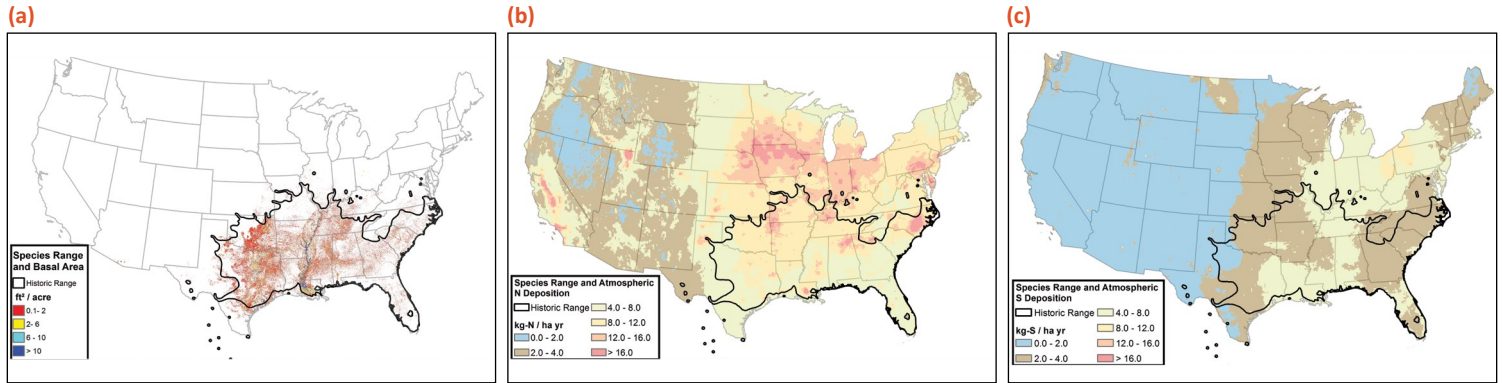 (a)
Species Range
and Basal Area
Historic Range
ft² / acre
0.1- 2
2- 6
6 - 10
> 10
(b)
Species Range and Atmospheric
N Deposition
Historic Range
kg-N / ha yr
0.0 - 2.0
2.0 - 4.0
4.0 - 8.0
8.0 - 12.0
12.0 - 16.0
> 16.0
(c)
Species Range and Atmospheric
S Deposition
Historic Range
kg-S / ha yr
0.0 - 2.0
2.0 - 4.0
4.0 - 8.0
8.0 - 12.0
12.0 - 16.0
> 16.0